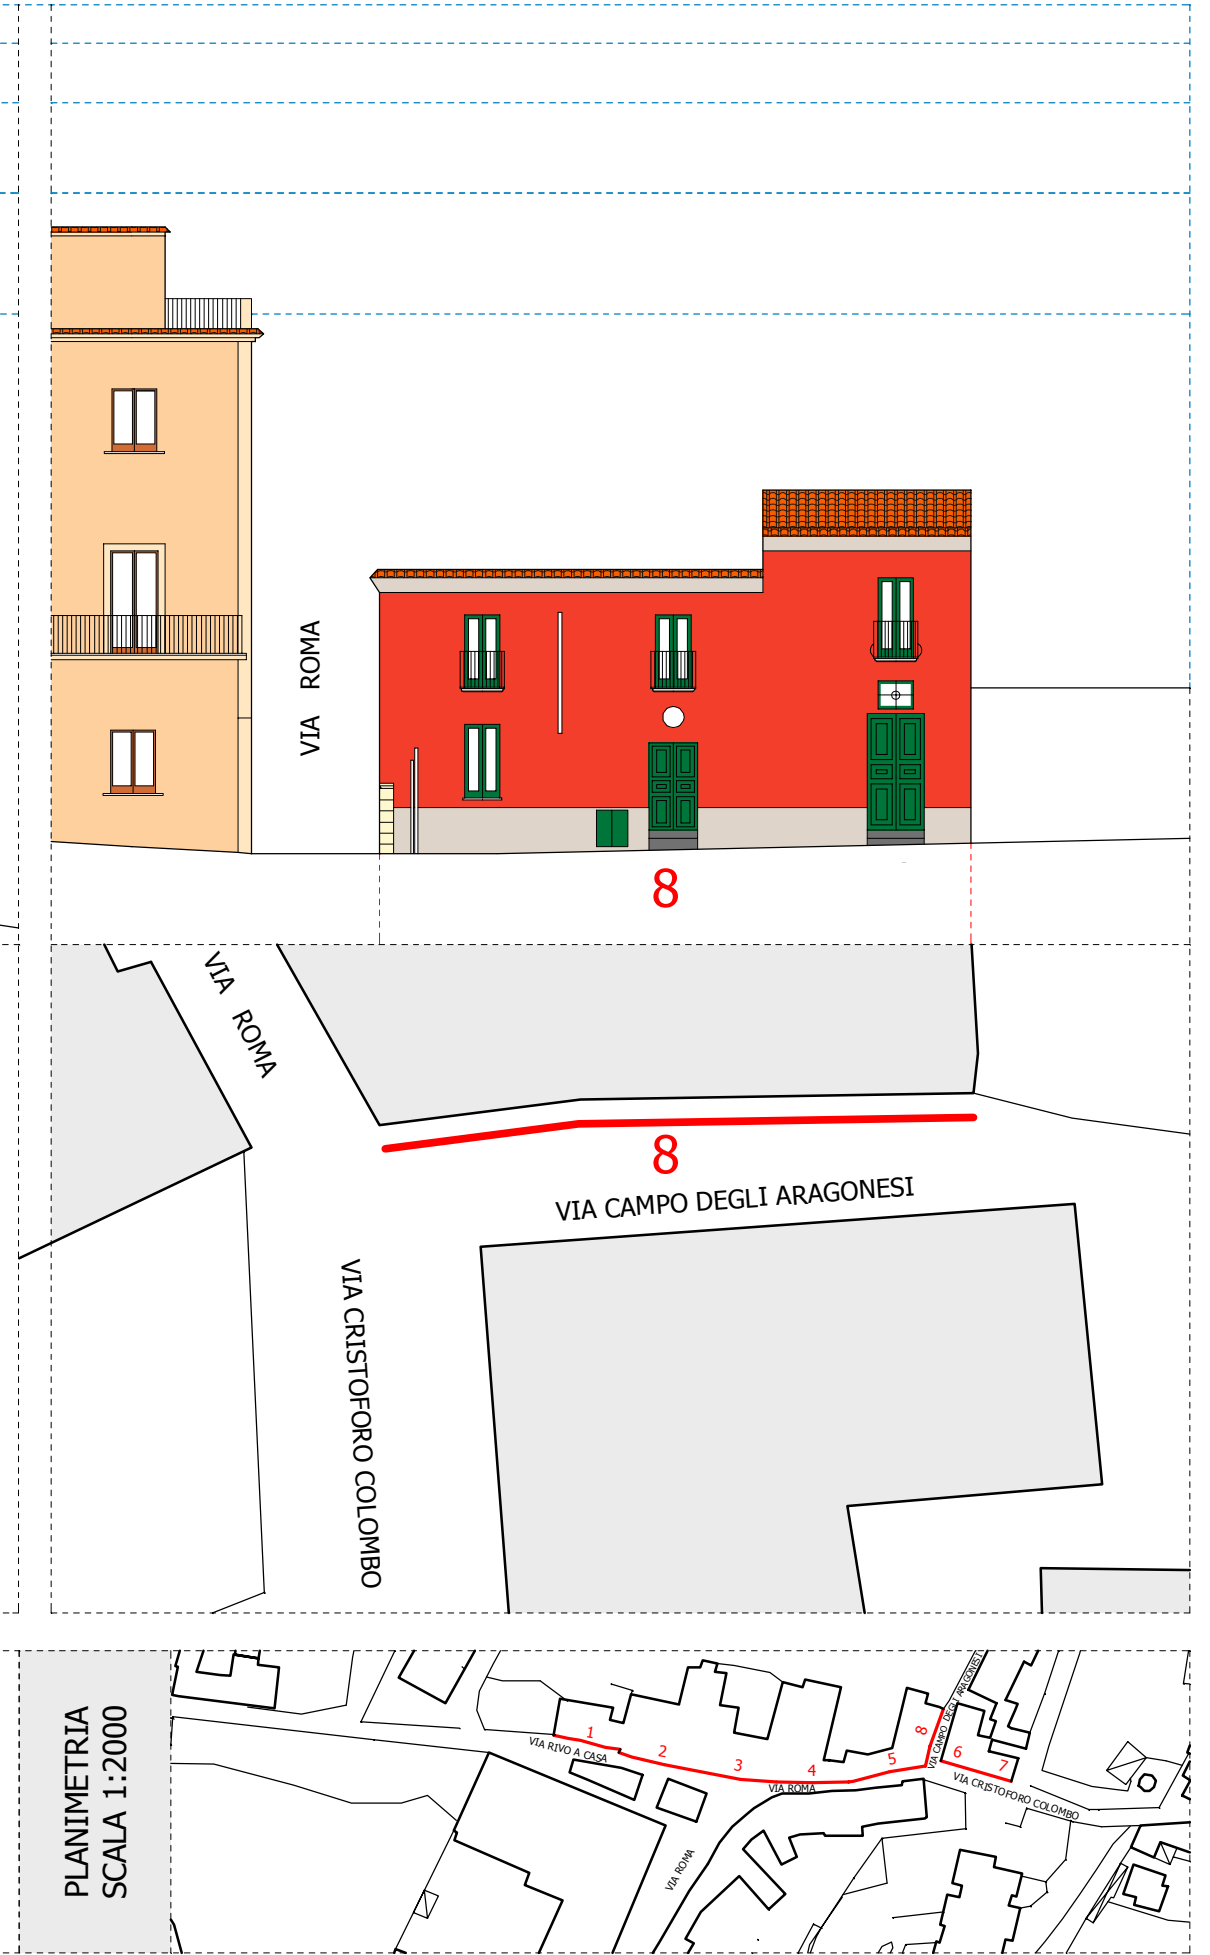 VIA ROMA
8
VIA ROMA
8
VIA CAMPO DEGLI ARAGONESI
VIA CRISTOFORO COLOMBO
PLANIMETRIA
SCALA 1:2000
1
VIA RIVO A CASA
2
3
4
VIA ROMA
5
8
VIA CAMPO DEGLI ARAGONESI
6
7
VIA CRISTOFORO COLOMBO
VIA ROMA